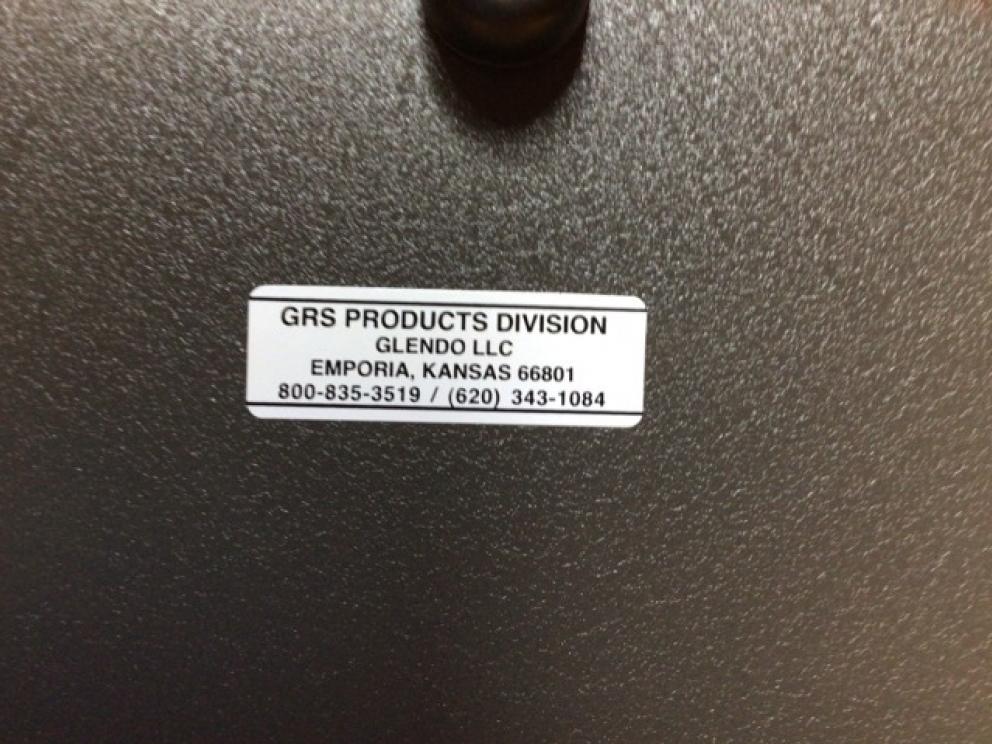 GRS PRODUCTS DIVISION
GLENDO LLC
EMPORIA, KANSAS 66801
800-835-3519 / (620) 343-1084